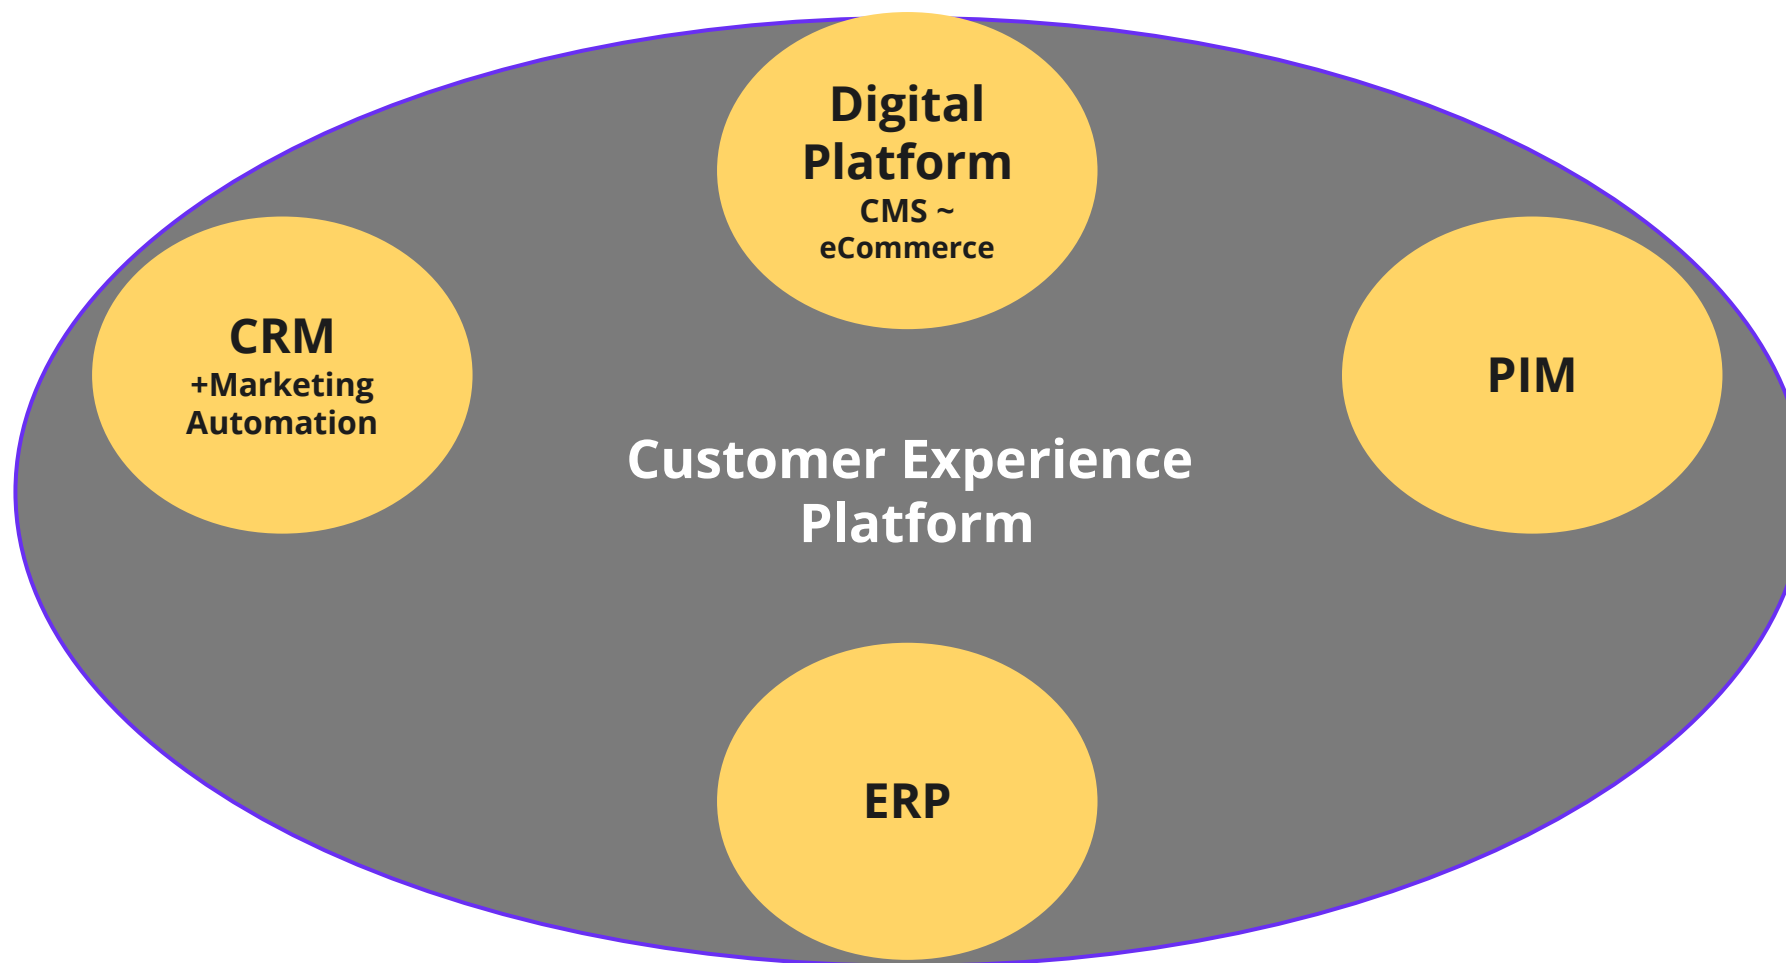 Digital
Platform
CMS ~
eCommerce
CRM
+Marketing
Automation
PIM
Customer Experience
Platform
ERP